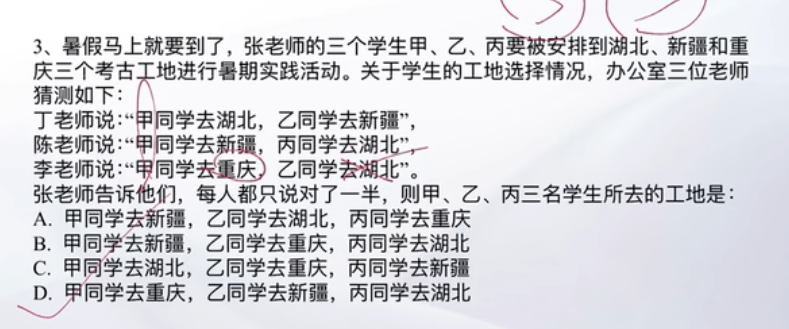 3、暑假马上就要到了，张老师的三个学生甲、乙、丙要被安排到湖北、新疆和重
庆三个考古工地进行暑期实践活动。关于学生的工地选择情况，办公室三位老师
猜测如下：
丁老师说：“甲同学去湖北，乙同学去新疆”，
陈老师说：“甲同学去新疆，丙同学去湖北”，
李老师说：“甲同学去重庆，乙同学去湖北”。
张老师告诉他们，每人都只说对了一半，则甲、乙、丙三名学生所去的工地是：
A. 甲同学去新疆，乙同学去湖北，丙同学去重庆
B. 甲同学去新疆，乙同学去重庆，丙同学去湖北
C. 甲同学去湖北，乙同学去重庆，丙同学去新疆
D. 甲同学去重庆，乙同学去新疆，丙同学去湖北